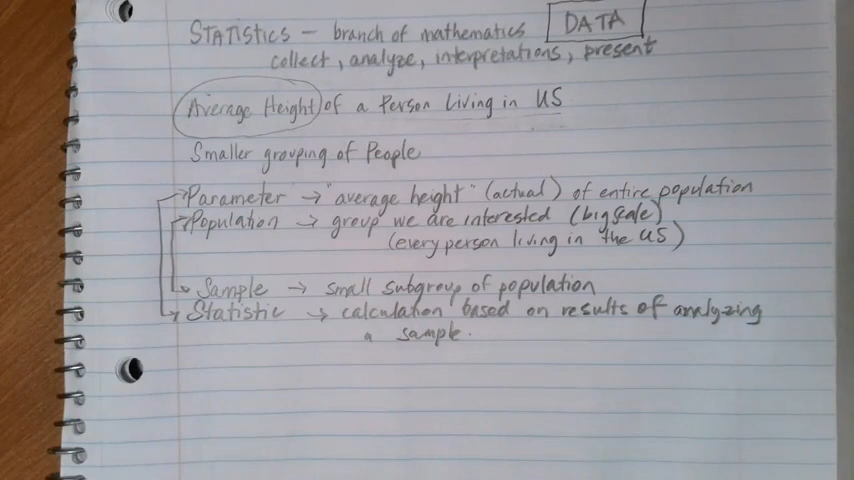 STATISTICS – branch of mathematics DATA
collect, analyze, interpretations, present
Average Height of a Person Living in US
Smaller grouping of People
Parameter → "average height" (actual) of entire population
Population → group we are interested (big scale)
(every person living in the US)
Sample → small subgroup of population
Statistic → calculation based on results of analyzing
a sample.